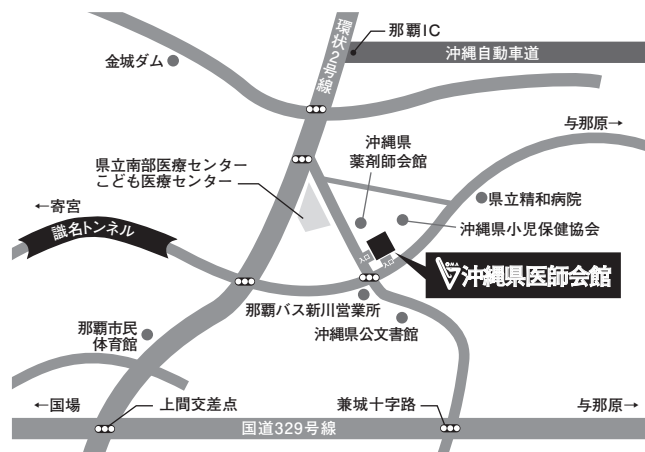 那覇IC
沖縄自動車道
環状2号線
金城ダム
与那原→
沖縄県
薬剤師会館
県立南部医療センター
こども医療センター
県立精和病院
←寄宮
識名トンネル
沖縄県小児保健協会
入口
入口
OMA
沖縄県医師会館
那覇バス新川営業所
沖縄県公文書館
那覇市民
体育館
←国場
上間交差点
兼城十字路
与那原→
国道329号線